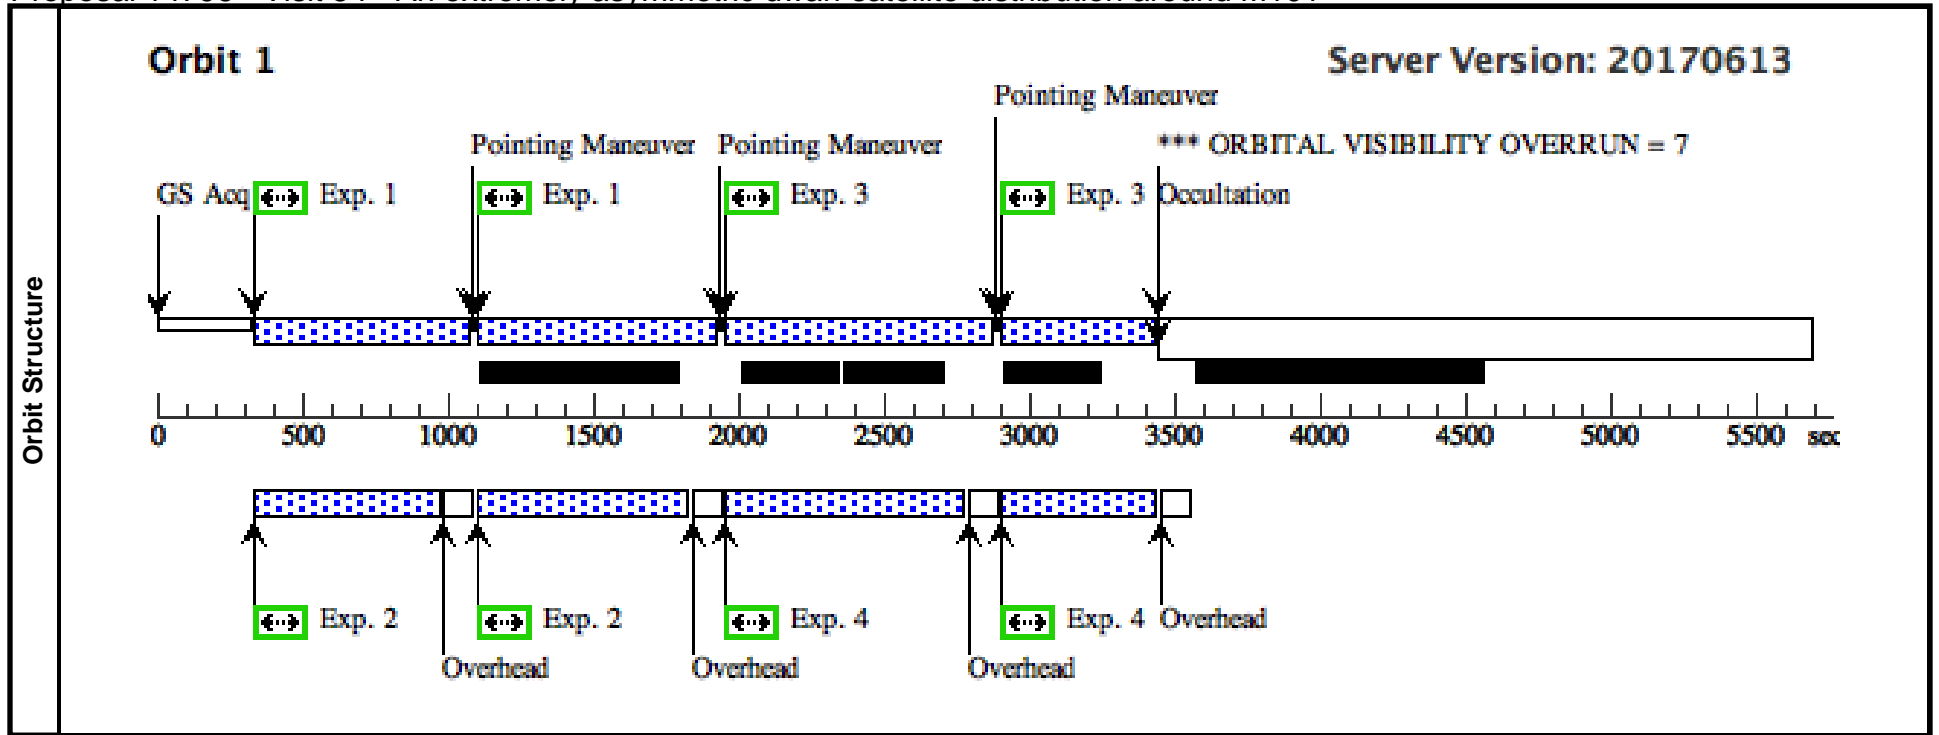 Orbit Structure
Orbit 1
Server Version: 20170613
Pointing Maneuver
Pointing Maneuver Pointing Maneuver *** ORBITAL VISIBILITY OVERRUN = 7
GS Acq Exp. 1 Exp. 1 Exp. 3 Exp. 3 Occultation
0 500 1000 1500 2000 2500 3000 3500 4000 4500 5000 5500 sec
Exp. 2 Exp. 2 Exp. 4 Exp. 4 Overhead
Overhead Overhead Overhead